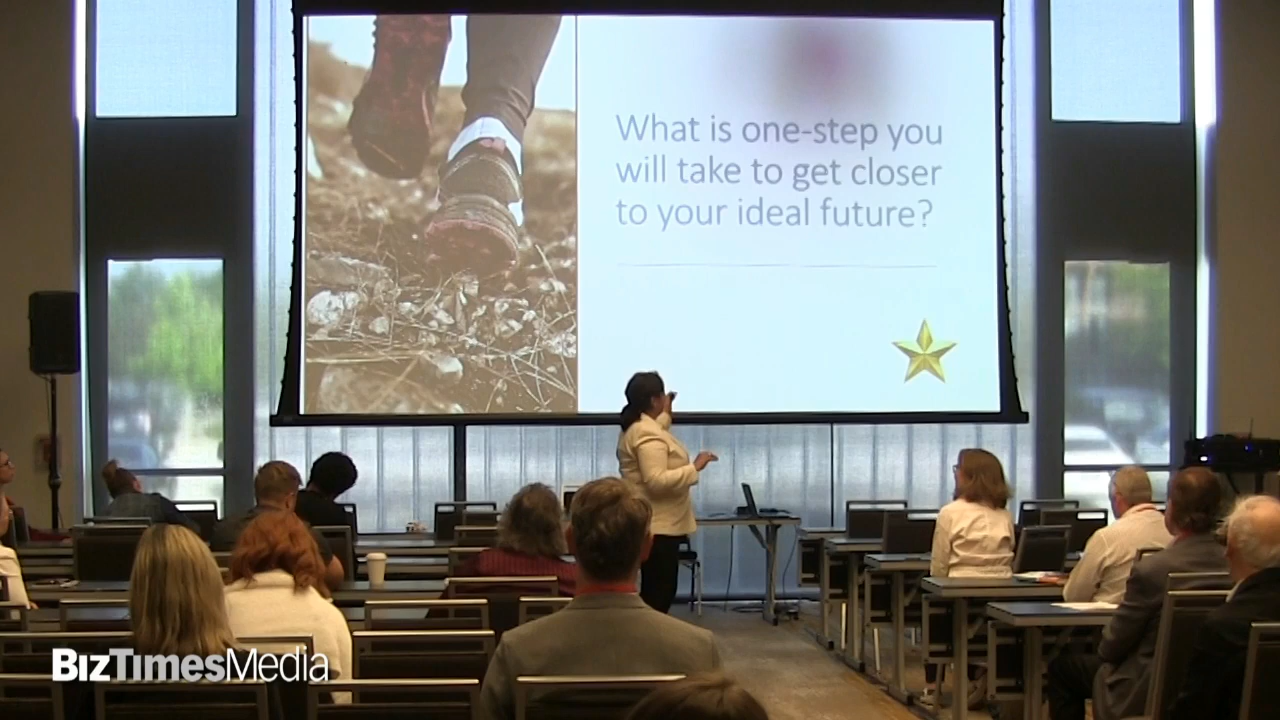 What is one-step you
will take to get closer
to your ideal future?
BizTimesMedia